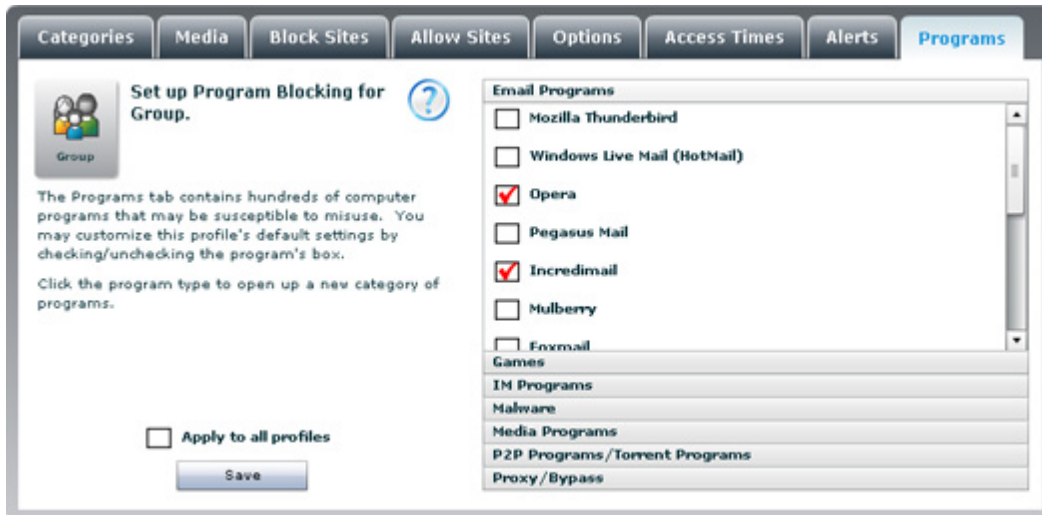 Categories
Media
Block Sites
Allow Sites
Options
Access Times
Alerts
Programs
Set up Program Blocking for
Group.
?
Group
The Programs tab contains hundreds of computer
programs that may be susceptible to misuse. You
may customize this profile's default settings by
checking/unchecking the program's box.
Click the program type to open up a new category of
programs.
Apply to all profiles
Save
Email Programs
Mozilla Thunderbird
Windows Live Mail (HotMail)
Opera
Pegasus Mail
Incredimail
Mulberry
Foxmail
Games
IM Programs
Malware
Media Programs
P2P Programs/Torrent Programs
Proxy/Bypass